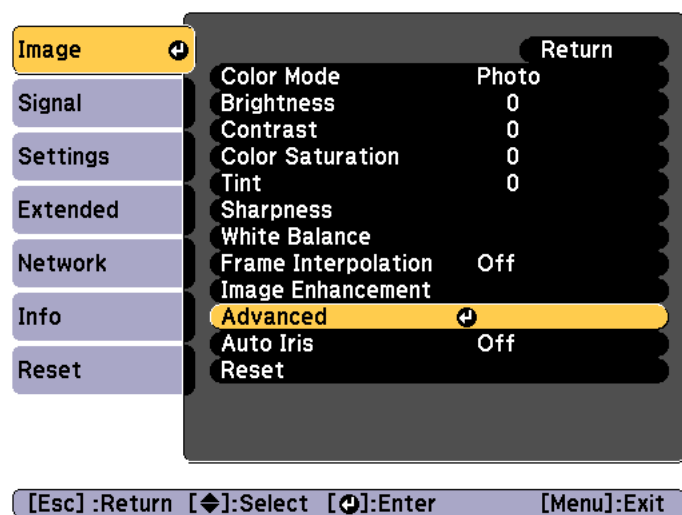 Image
Signal
Settings
Extended
Network
Info
Reset
Return
Color Mode Photo
Brightness 0
Contrast 0
Color Saturation 0
Tint 0
Sharpness
White Balance
Frame Interpolation Off
Image Enhancement
Advanced
Auto Iris Off
Reset
[Esc] :Return [◆]:Select [↵]:Enter [Menu]:Exit